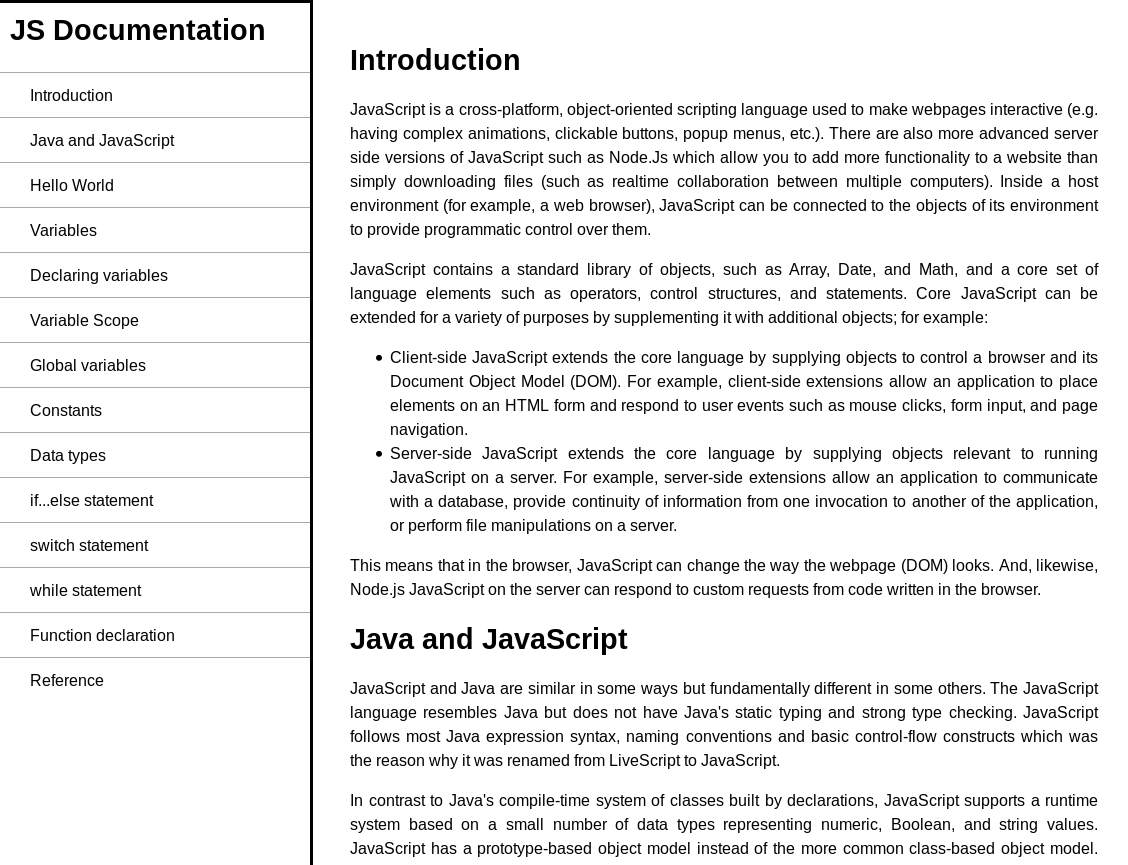 JS Documentation
Introduction
Java and JavaScript
Hello World
Variables
Declaring variables
Variable Scope
Global variables
Constants
Data types
if...else statement
switch statement
while statement
Function declaration
Reference
Introduction
JavaScript is a cross-platform, object-oriented scripting language used to make webpages interactive (e.g.
having complex animations, clickable buttons, popup menus, etc.). There are also more advanced server
side versions of JavaScript such as Node.Js which allow you to add more functionality to a website than
simply downloading files (such as realtime collaboration between multiple computers). Inside a host
environment (for example, a web browser), JavaScript can be connected to the objects of its environment
to provide programmatic control over them.
JavaScript contains a standard library of objects, such as Array, Date, and Math, and a core set of
language elements such as operators, control structures, and statements. Core JavaScript can be
extended for a variety of purposes by supplementing it with additional objects; for example:
• Client-side JavaScript extends the core language by supplying objects to control a browser and its
Document Object Model (DOM). For example, client-side extensions allow an application to place
elements on an HTML form and respond to user events such as mouse clicks, form input, and page
navigation.
• Server-side JavaScript extends the core language by supplying objects relevant to running
JavaScript on a server. For example, server-side extensions allow an application to communicate
with a database, provide continuity of information from one invocation to another of the application,
or perform file manipulations on a server.
This means that in the browser, JavaScript can change the way the webpage (DOM) looks. And, likewise,
Node.js JavaScript on the server can respond to custom requests from code written in the browser.
Java and JavaScript
JavaScript and Java are similar in some ways but fundamentally different in some others. The JavaScript
language resembles Java but does not have Java's static typing and strong type checking. JavaScript
follows most Java expression syntax, naming conventions and basic control-flow constructs which was
the reason why it was renamed from LiveScript to JavaScript.
In contrast to Java's compile-time system of classes built by declarations, JavaScript supports a runtime
system based on a small number of data types representing numeric, Boolean, and string values.
JavaScript has a prototype-based object model instead of the more common class-based object model.